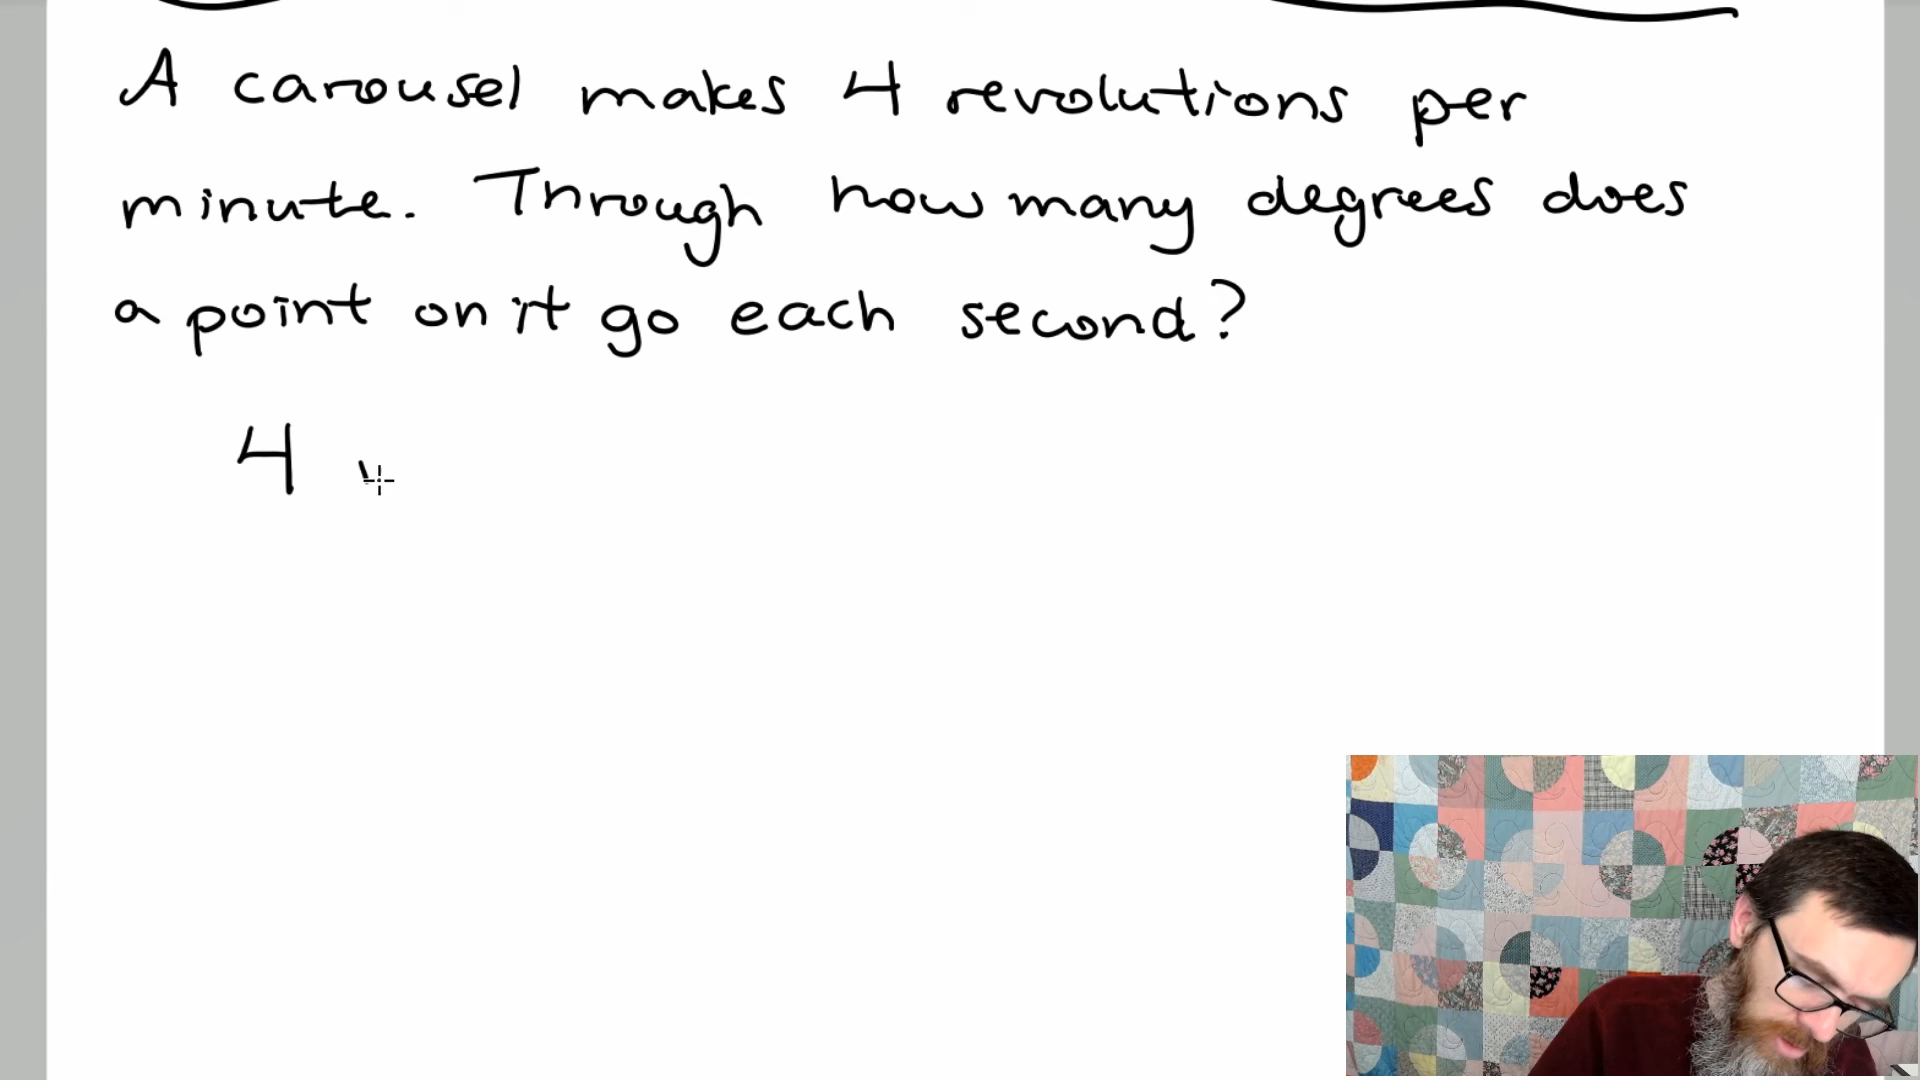 A carousel makes 4 revolutions per
minute. Through how many degrees does
a point on it go each second?
4